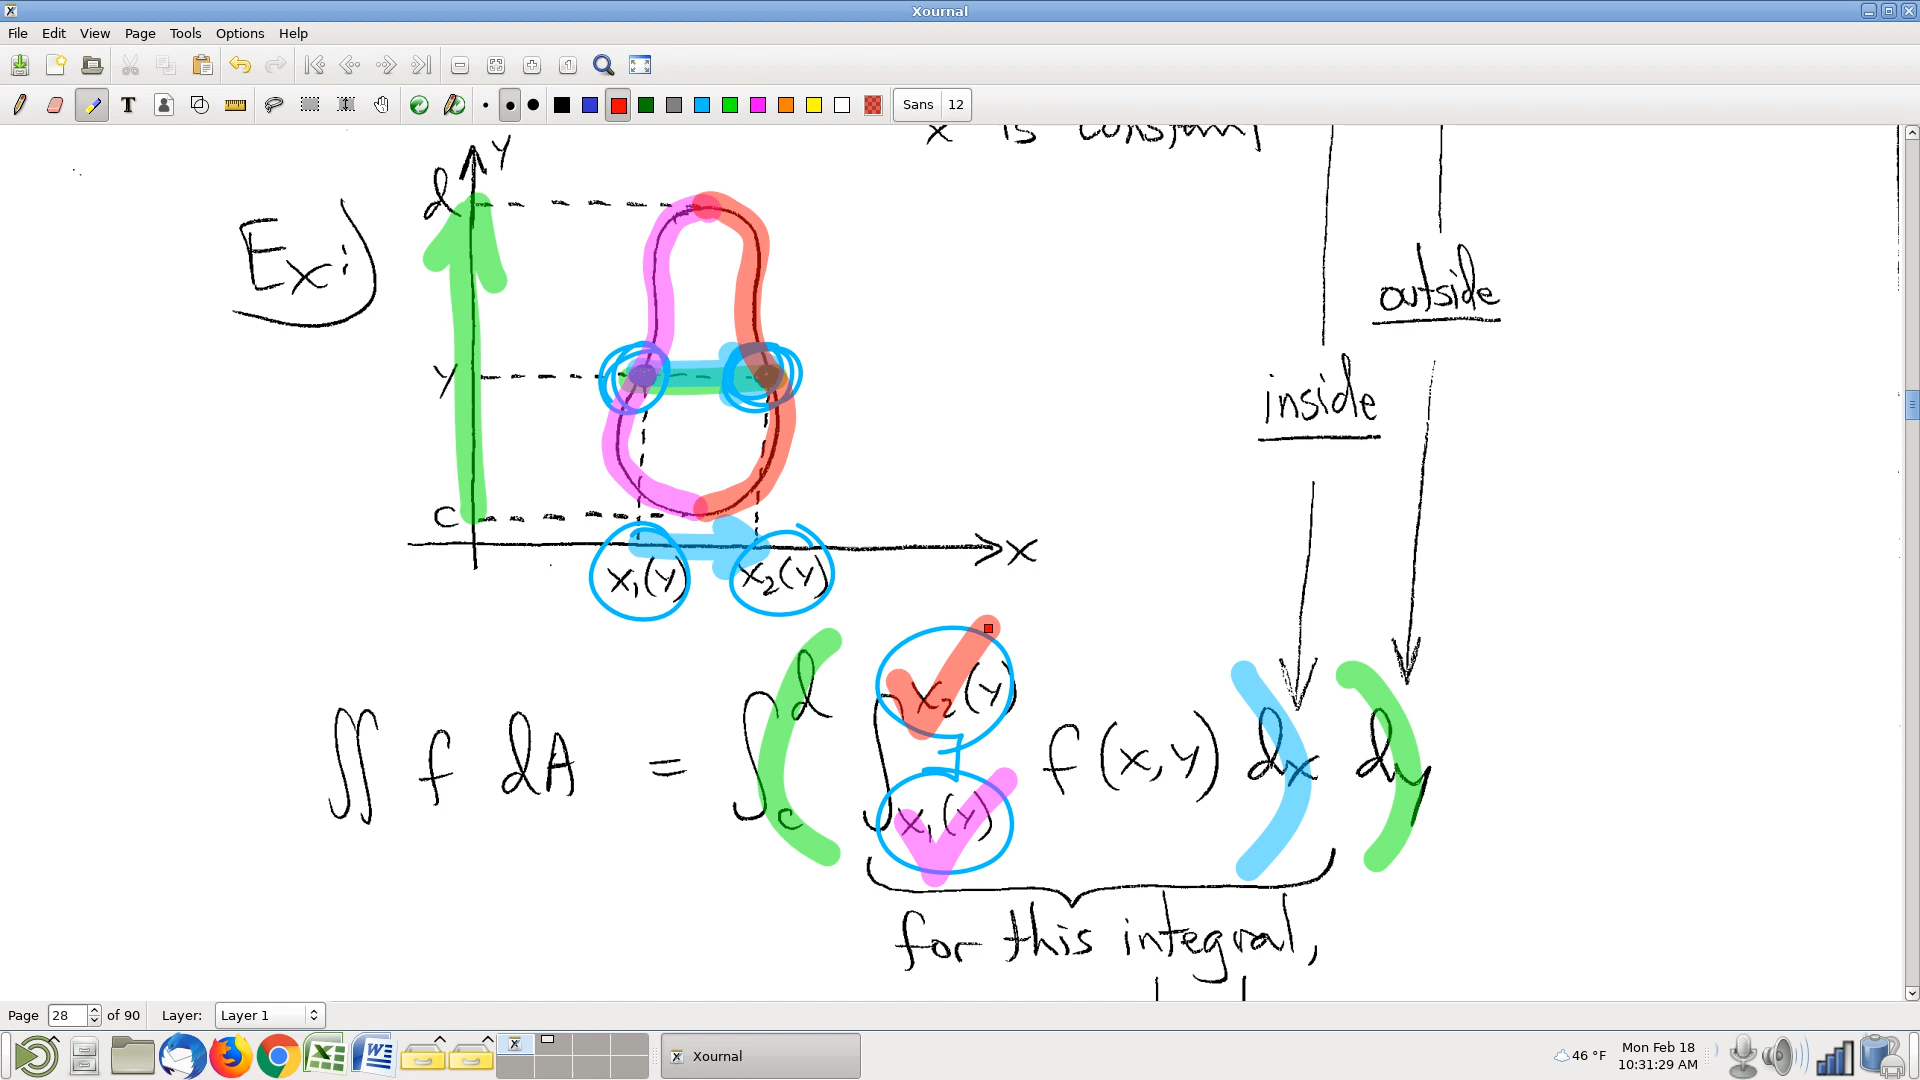 Xournal
File Edit View Page Tools Options Help
Sans 12
x is constant
y
d
Ex:
outside
y
inside
c
x
x₁(y) x₂(y)
∬ f dA = ∫_c^d ∫_{x₁(y)}^{x₂(y)} f(x,y) dx dy
for this integral,
Page 28 of 90 Layer: Layer 1
Xournal
46 °F
Mon Feb 18
10:31:29 AM